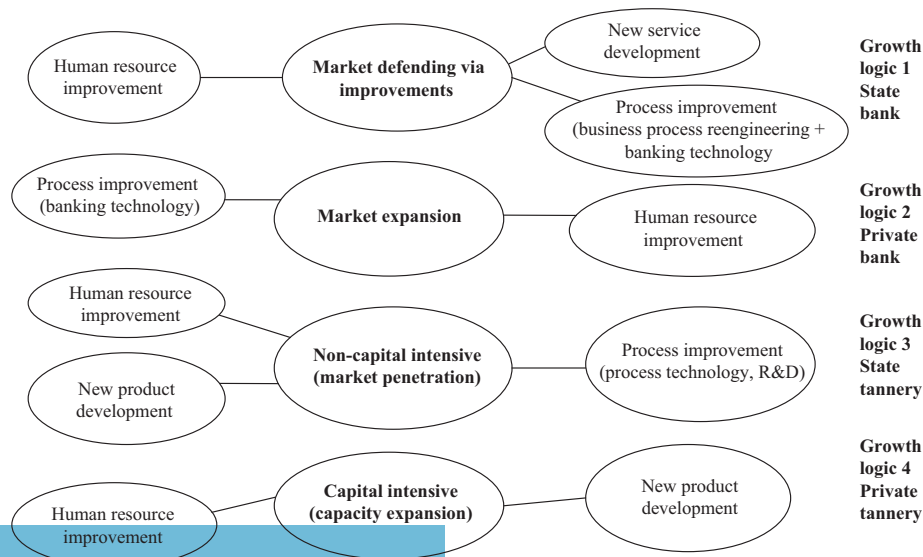 Human resource
improvement
Market defending via
improvements
New service
development
Process improvement
(business process reengineering +
banking technology
Growth
logic 1
State
bank
Process improvement
(banking technology)
Market expansion
Human resource
improvement
Growth
logic 2
Private
bank
Human resource
improvement
New product
development
Non-capital intensive
(market penetration)
Process improvement
(process technology, R&D)
Growth
logic 3
State
tannery
Human resource
improvement
Capital intensive
(capacity expansion)
New product
development
Growth
logic 4
Private
tannery